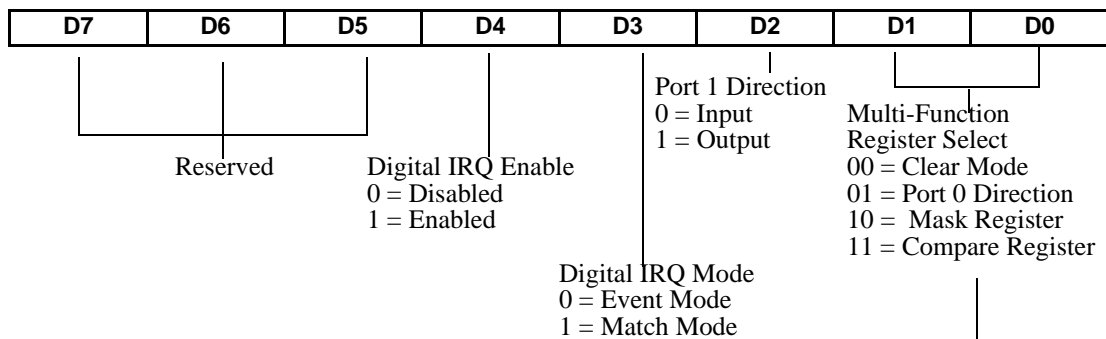 D7 D6 D5 D4 D3 D2 D1 D0
Reserved
Digital IRQ Enable
0 = Disabled
1 = Enabled
Digital IRQ Mode
0 = Event Mode
1 = Match Mode
Port 1 Direction
0 = Input
1 = Output
Multi-Function
Register Select
00 = Clear Mode
01 = Port 0 Direction
10 = Mask Register
11 = Compare Register